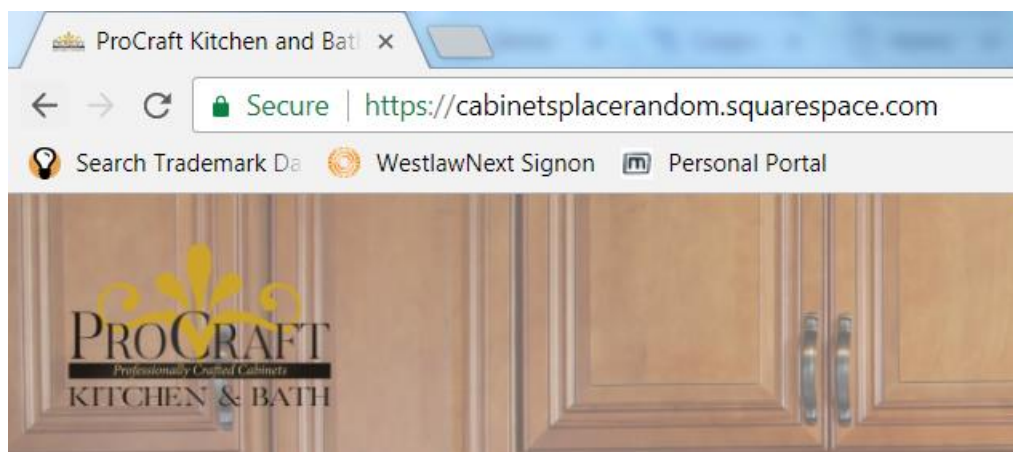 ProCraft Kitchen and Bat
Secure | https://cabinetsplacerandom.squarespace.com
Search Trademark Da WestlawNext Signon m Personal Portal
PROCRAFT
Professionally Crafted Cabinets
KITCHEN & BATH